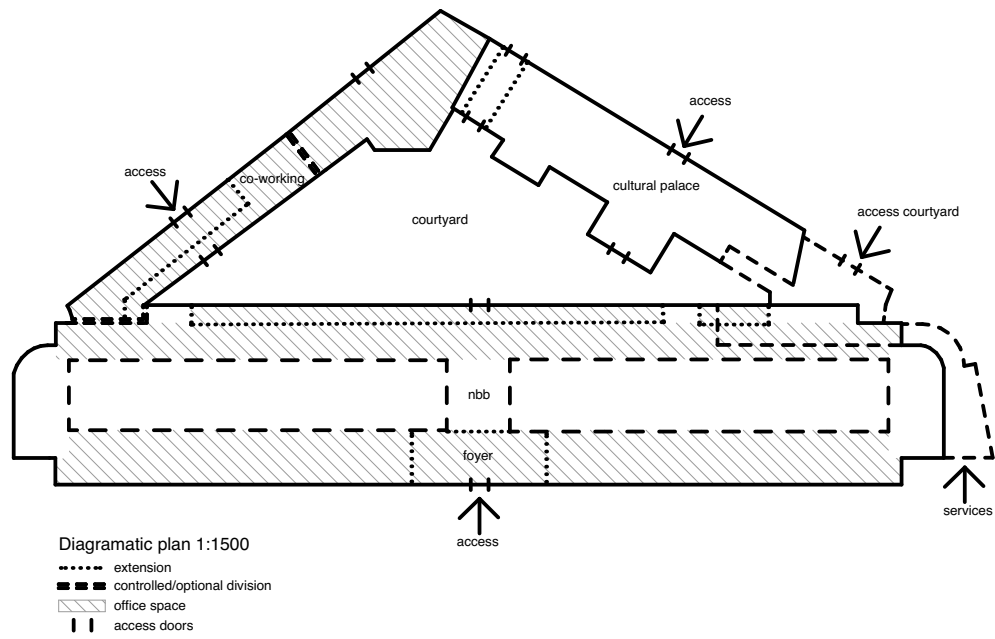 access
access
co-working
cultural palace
access courtyard
courtyard
nbb
foyer
services
access
Diagramatic plan 1:1500
extension
controlled/optional division
office space
access doors